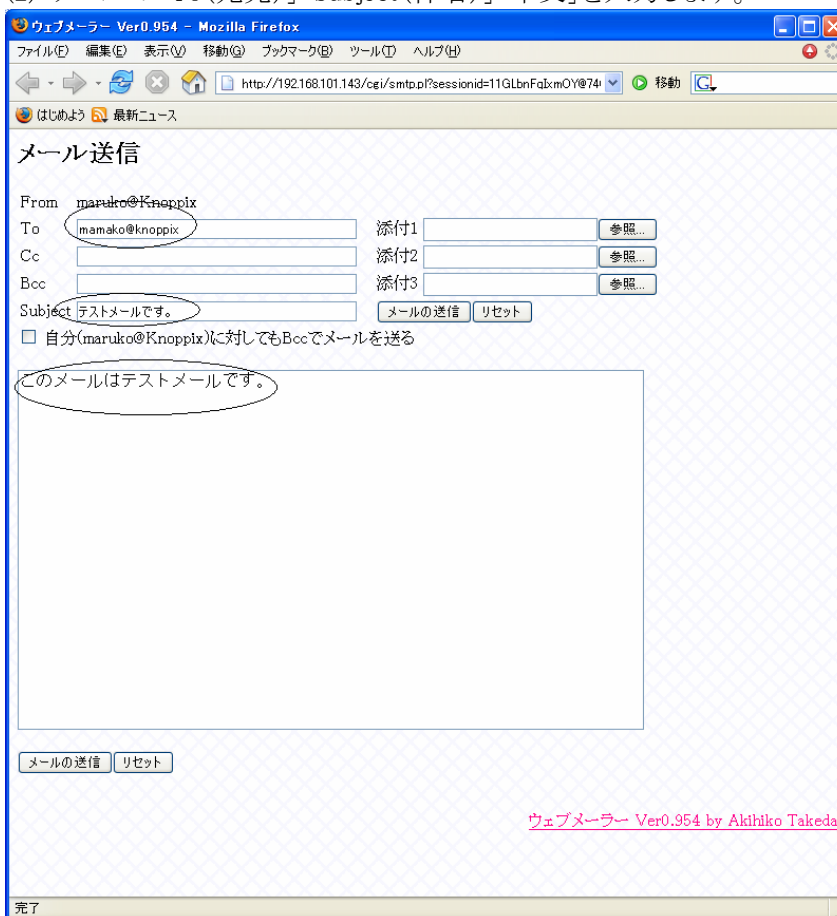 ウェブメーラー Ver0.954 - Mozilla Firefox
ファイル(F) 編集(E) 表示(V) 移動(G) ブックマーク(B) ツール(T) ヘルプ(H)
http://192.168.101.143/cgi/smtp.pl?sessionid= 移動 G
はじめよう 最新ニュース
メール送信
From maruko@Knoppix
To mamako@knoppix 添付1 参照...
Cc 添付2 参照...
Bcc 添付3 参照...
Subject テストメールです。 メールの送信 リセット
自分(maruko@Knoppix)に対してもBccでメールを送る
このメールはテストメールです。
メールの送信 リセット
ウェブメーラー Ver0.954 by Akihiko Takeda
完了